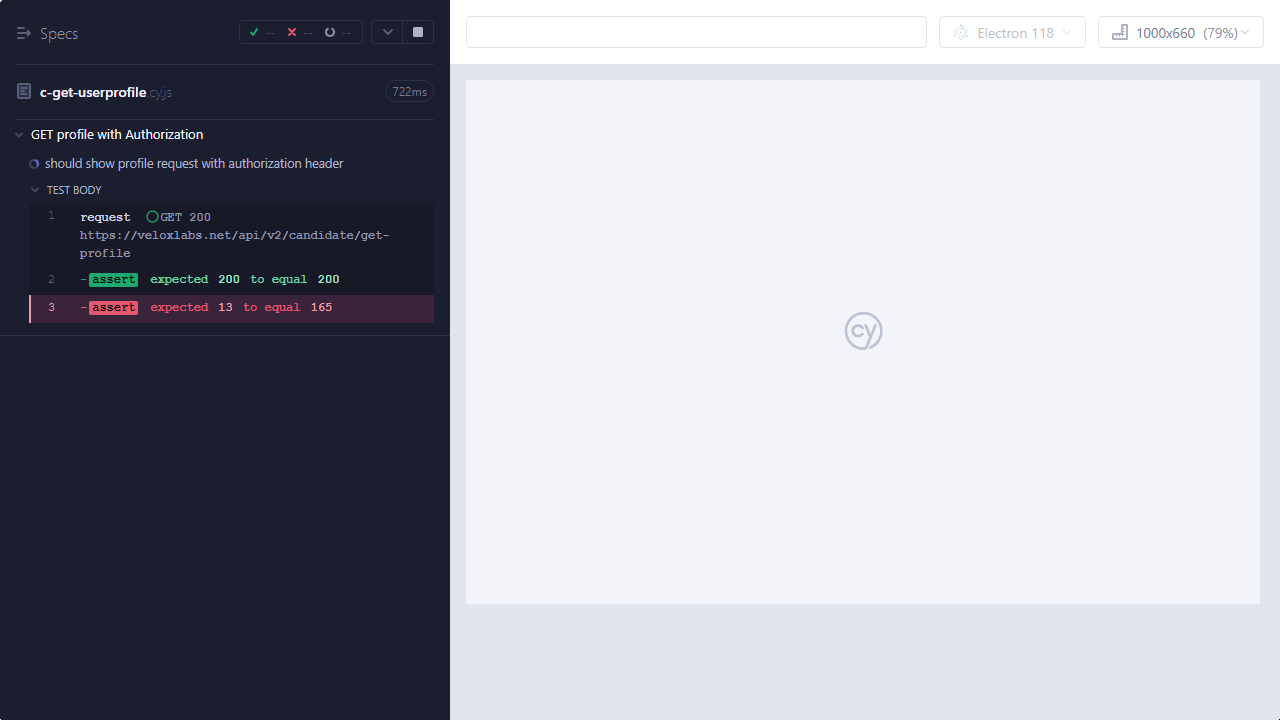 Specs
--
--
--
Electron 118
1000x660 (79%)
c-get-userprofile.cy.js
722ms
GET profile with Authorization
should show profile request with authorization header
TEST BODY
1 request GET 200
https://veloxlabs.net/api/v2/candidate/get-
profile
2 -assert expected 200 to equal 200
3 -assert expected 13 to equal 165
cy